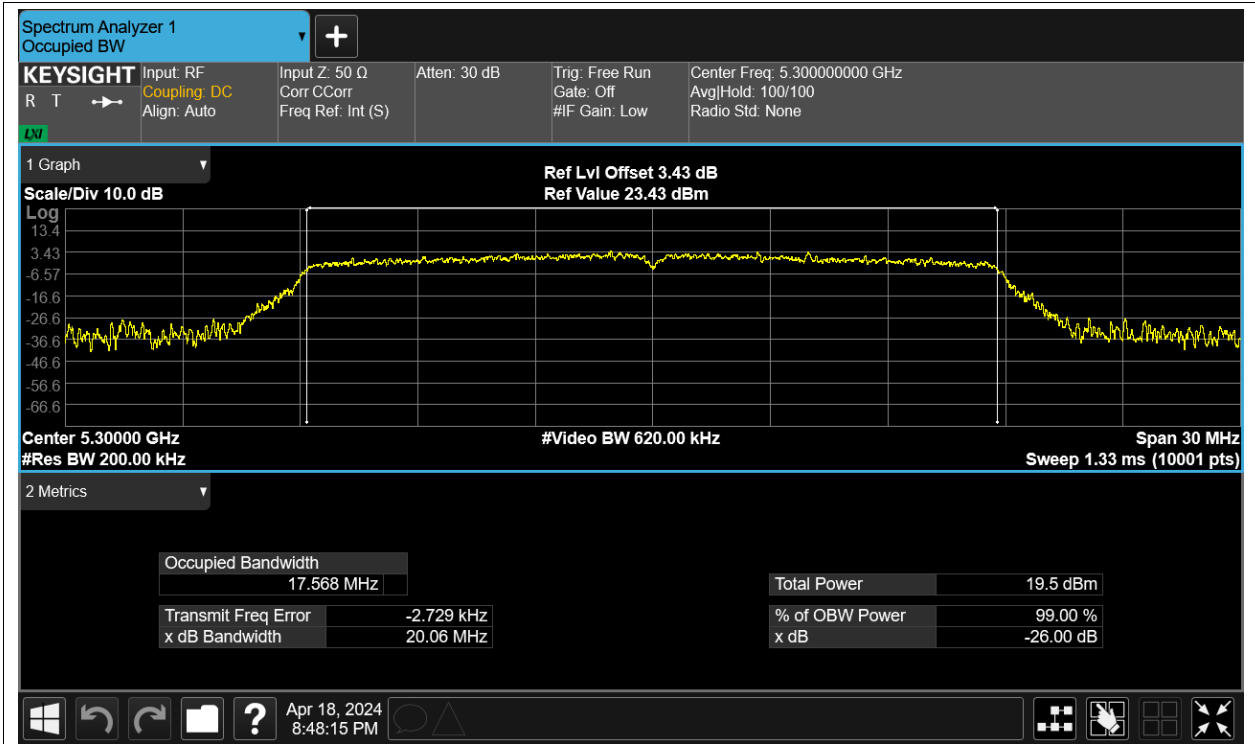 Spectrum Analyzer 1
Occupied BW
KEYSIGHT
R T
LXI
Input: RF
Coupling: DC
Align: Auto
Input Z: 50 Ω
Corr CCorr
Freq Ref: Int (S)
Atten: 30 dB
Trig: Free Run
Gate: Off
#IF Gain: Low
Center Freq: 5.300000000 GHz
Avg|Hold: 100/100
Radio Std: None
1 Graph
Scale/Div 10.0 dB
Ref Lvl Offset 3.43 dB
Ref Value 23.43 dBm
Log
13.4
3.43
-6.57
-16.6
-26.6
-36.6
-46.6
-56.6
-66.6
Center 5.30000 GHz
#Video BW 620.00 kHz
Span 30 MHz
#Res BW 200.00 kHz
Sweep 1.33 ms (10001 pts)
2 Metrics
Occupied Bandwidth
17.568 MHz
Total Power 19.5 dBm
Transmit Freq Error -2.729 kHz
% of OBW Power 99.00 %
x dB Bandwidth 20.06 MHz
x dB -26.00 dB
?
Apr 18, 2024
8:48:15 PM